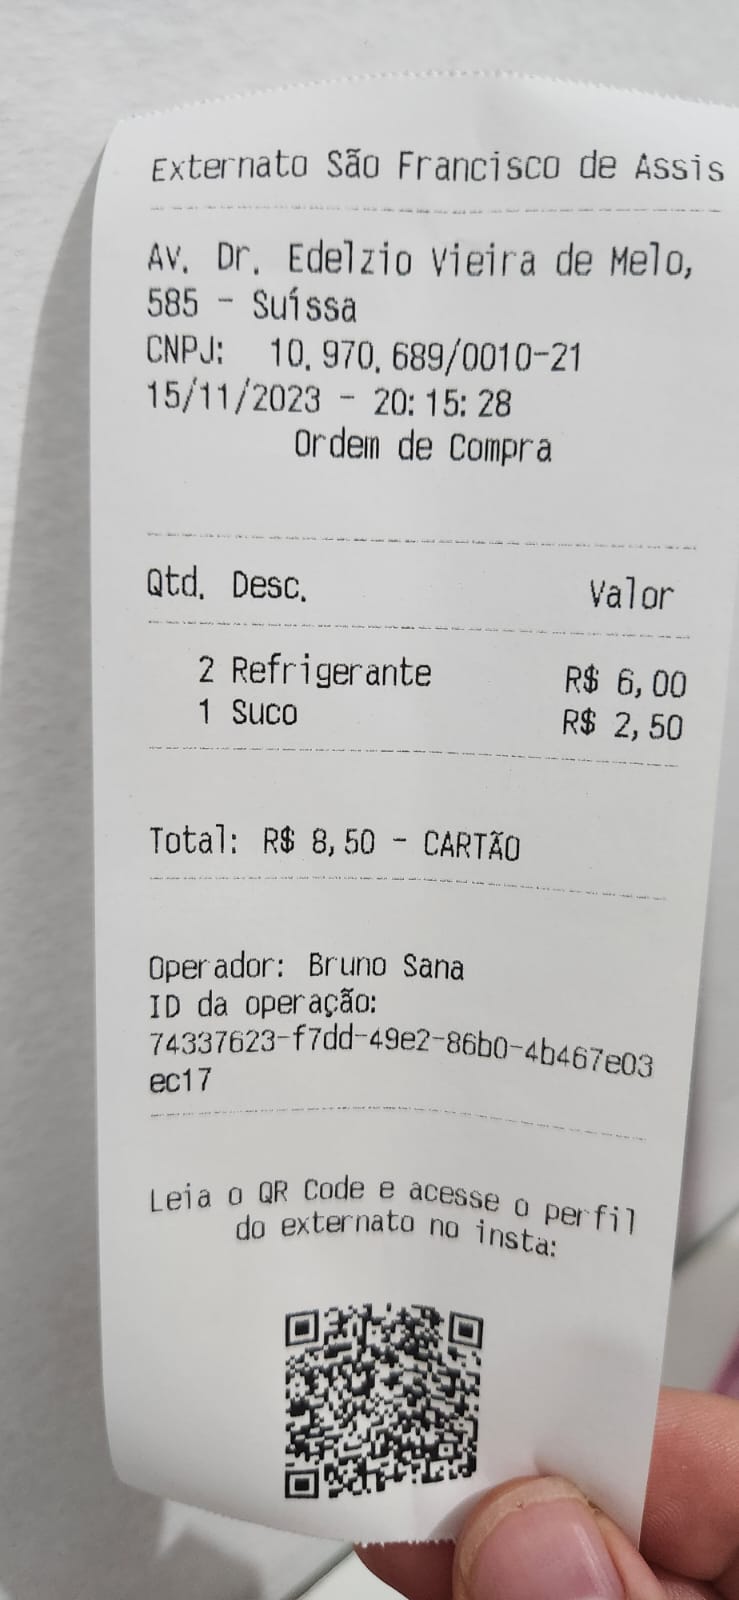 Externato São Francisco de Assis
Av. Dr. Edelzio Vieira de Melo,
585 - Suíssa
CNPJ: 10.970.689/0010-21
15/11/2023 - 20:15:28
Ordem de Compra
Qtd. Desc. Valor
2 Refrigerante R$ 6,00
1 Suco R$ 2,50
Total: R$ 8,50 - CARTÃO
Operador: Bruno Sana
ID da operação:
74337623-f7dd-49e2-86b0-4b467e03
ec17
Leia o QR Code e acesse o perfil
do externato no insta: